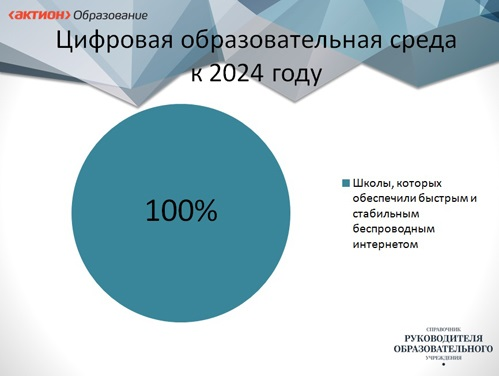 ‹актион› Образование
Цифровая образовательная среда
к 2024 году
100%
Школы, которых
обеспечили быстрым и
стабильным
беспроводным
интернетом
СПРАВОЧНИК
РУКОВОДИТЕЛЯ
ОБРАЗОВАТЕЛЬНОГО
УЧРЕЖДЕНИЯ